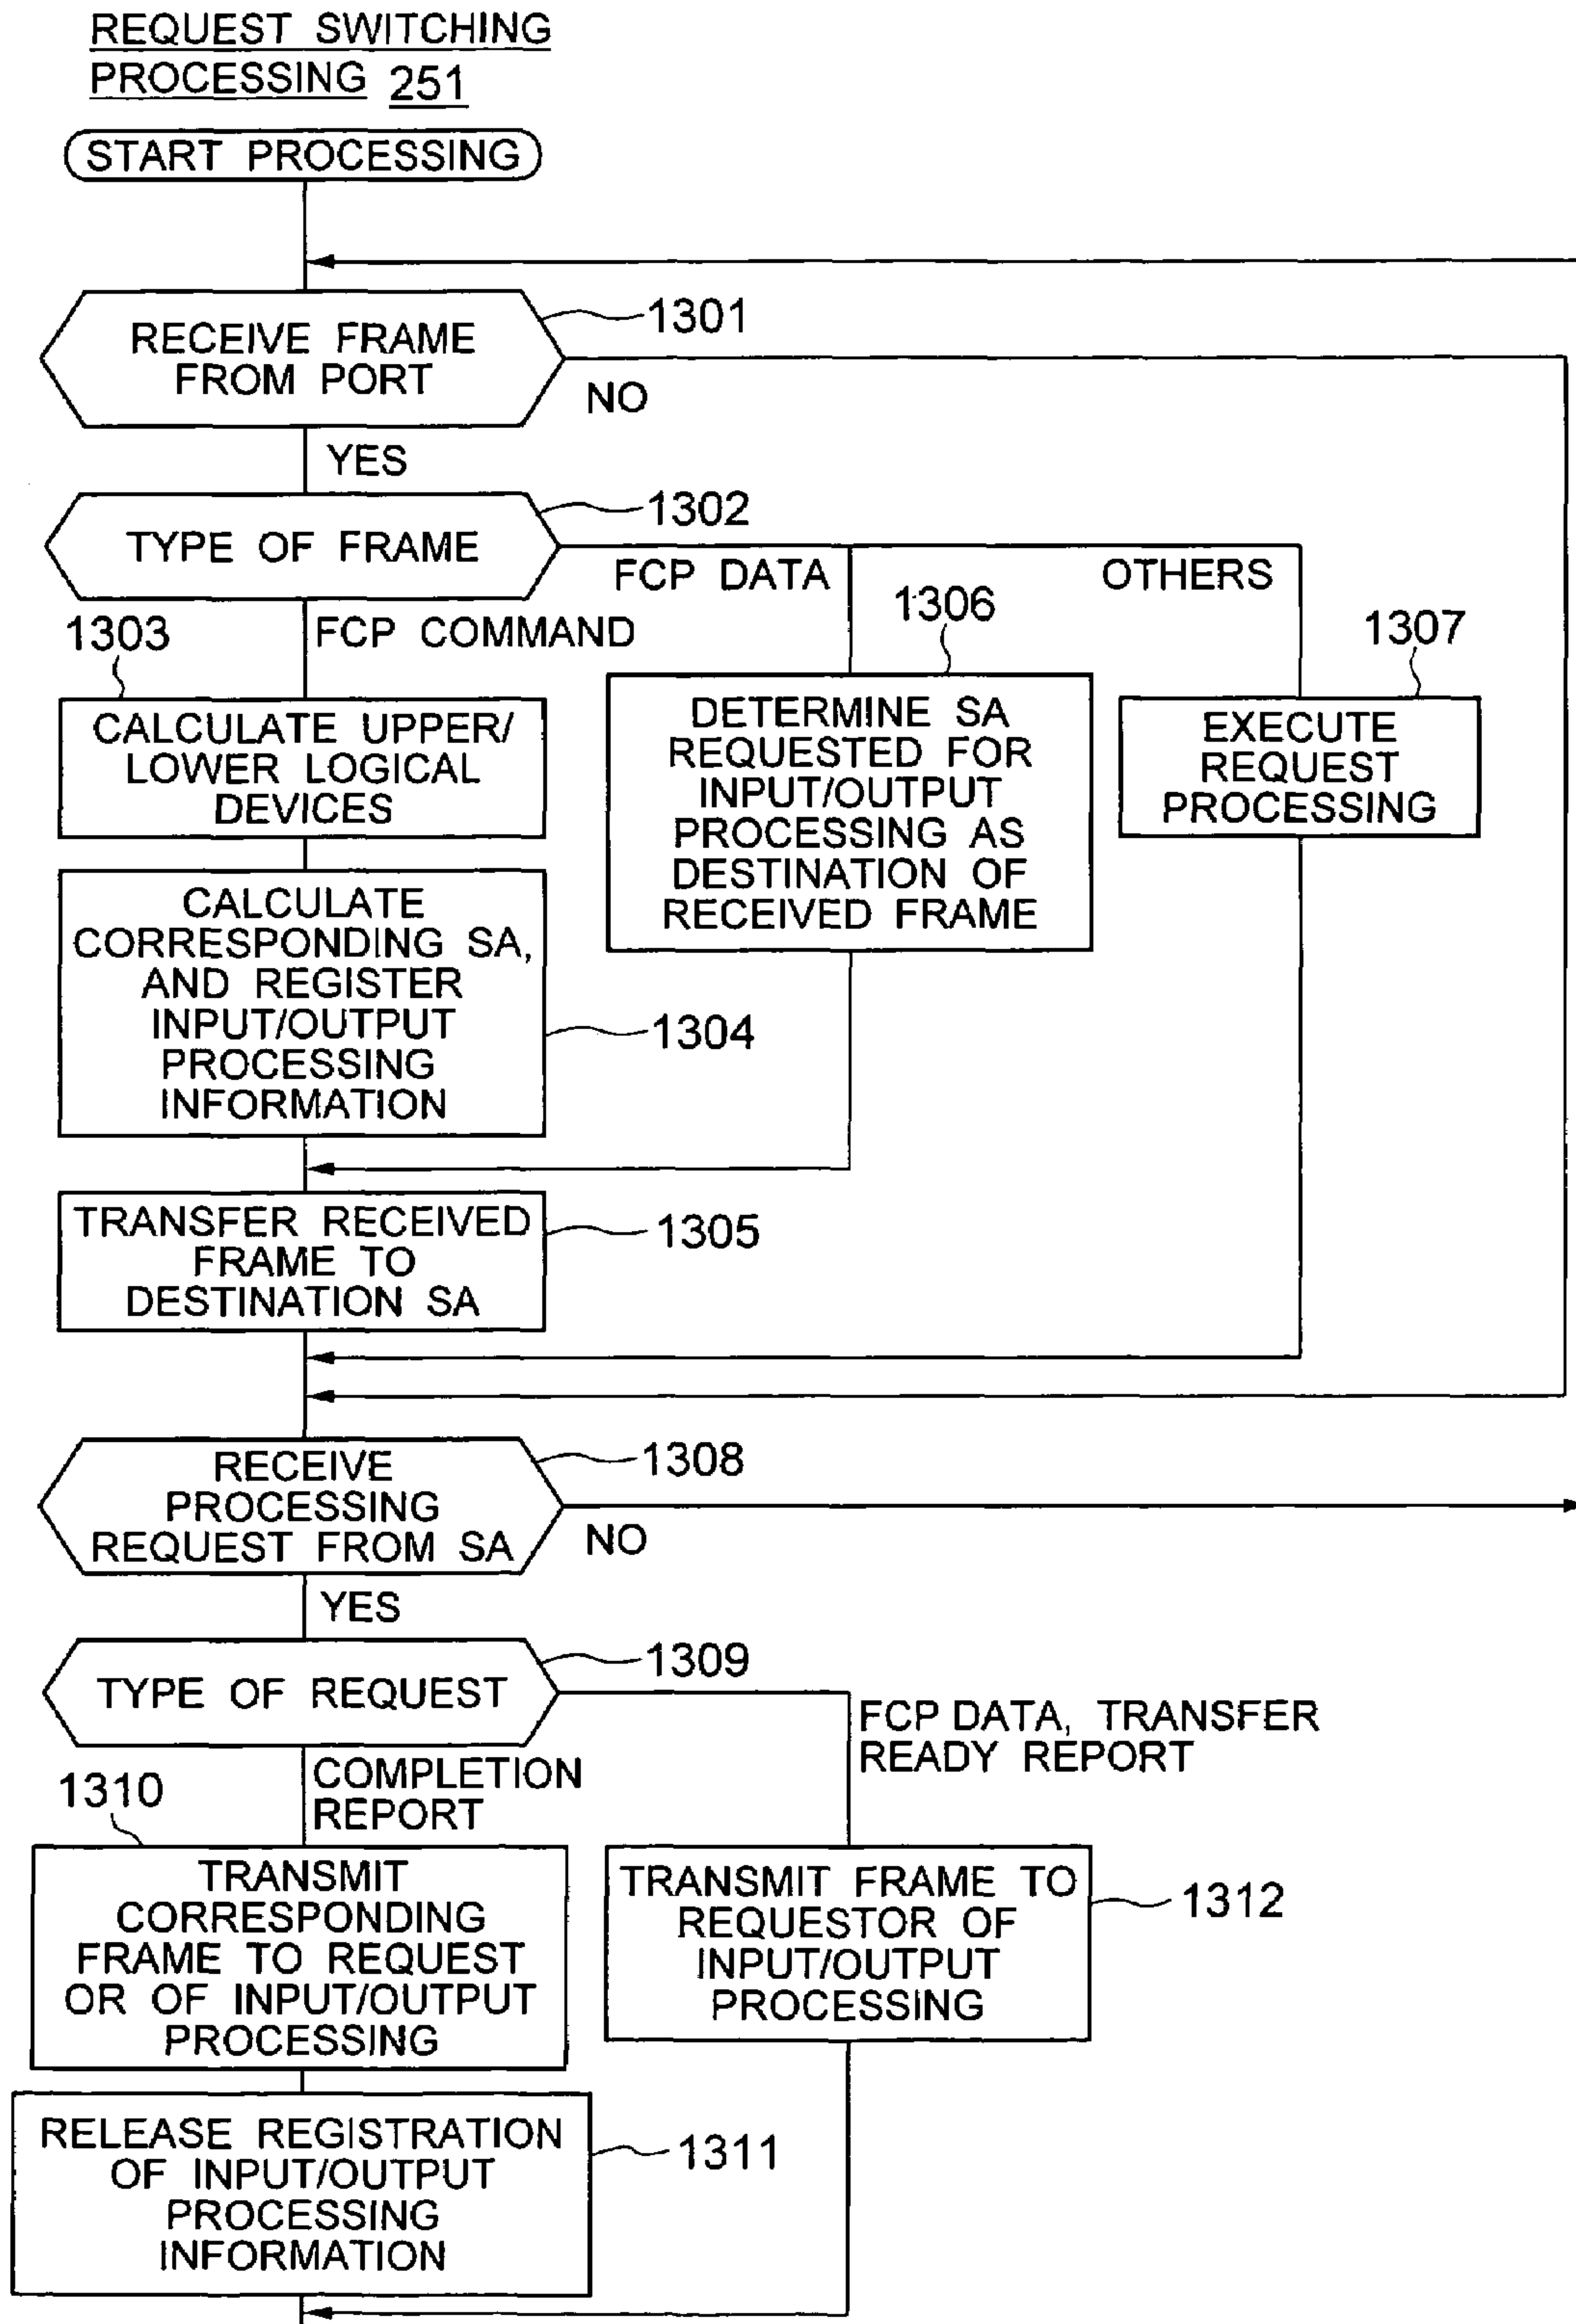 REQUEST SWITCHING
PROCESSING 251
START PROCESSING
RECEIVE FRAME
FROM PORT
1301
NO
YES
TYPE OF FRAME
1302
FCP DATA
OTHERS
FCP COMMAND
1303
CALCULATE UPPER/
LOWER LOGICAL
DEVICES
1306
DETERMINE SA
REQUESTED FOR
INPUT/OUTPUT
PROCESSING AS
DESTINATION OF
RECEIVED FRAME
1307
EXECUTE
REQUEST
PROCESSING
CALCULATE
CORRESPONDING SA,
AND REGISTER
INPUT/OUTPUT
PROCESSING
INFORMATION
1304
TRANSFER RECEIVED
FRAME TO
DESTINATION SA
1305
RECEIVE
PROCESSING
REQUEST FROM SA
1308
NO
YES
TYPE OF REQUEST
1309
FCP DATA, TRANSFER
READY REPORT
COMPLETION
REPORT
1310
TRANSMIT
CORRESPONDING
FRAME TO REQUEST
OR OF INPUT/OUTPUT
PROCESSING
TRANSMIT FRAME TO
REQUESTOR OF
INPUT/OUTPUT
PROCESSING
1312
RELEASE REGISTRATION
OF INPUT/OUTPUT
PROCESSING
INFORMATION
1311